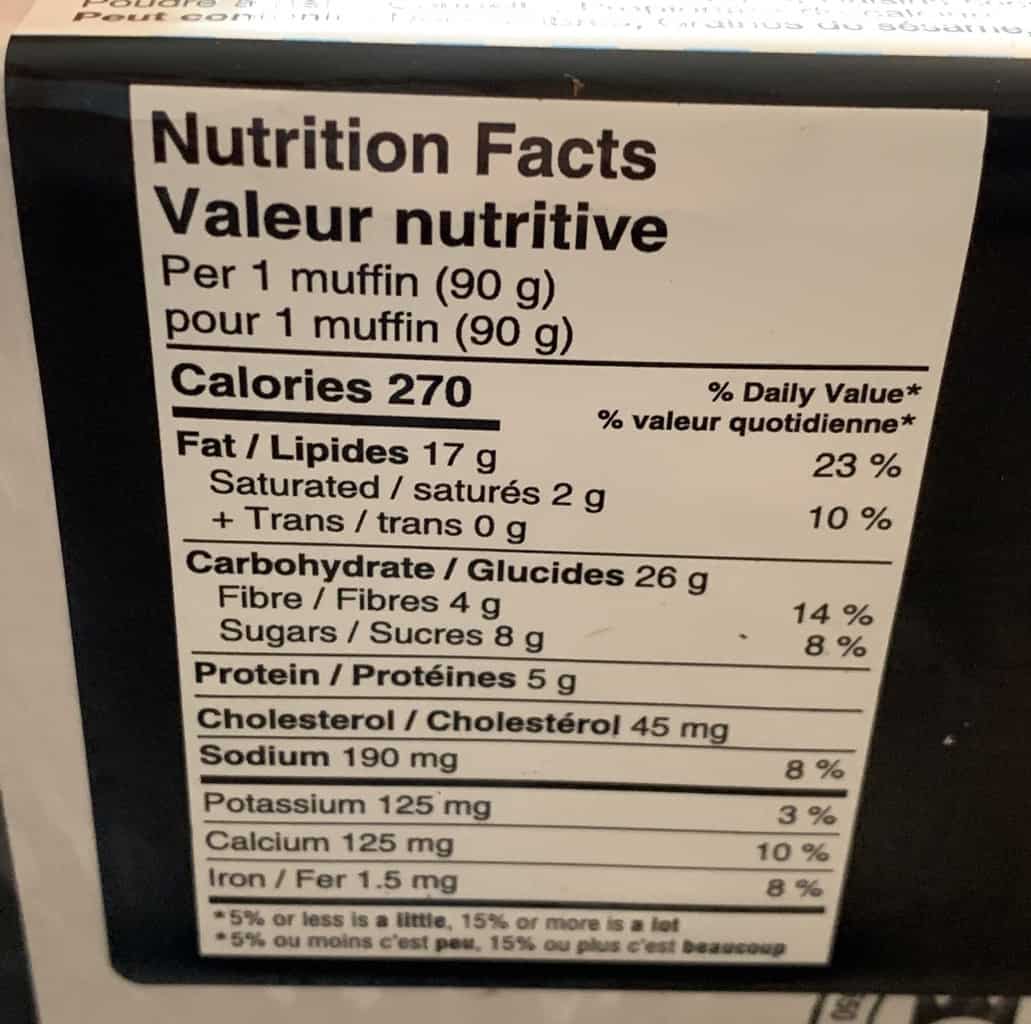 Peut
du sésame,
Nutrition Facts
Valeur nutritive
Per 1 muffin (90 g)
pour 1 muffin (90 g)
Calories 270
% Daily Value*
% valeur quotidienne*
Fat / Lipides 17 g 23 %
Saturated / saturés 2 g 10 %
+ Trans / trans 0 g
Carbohydrate / Glucides 26 g
Fibre / Fibres 4 g 14 %
Sugars / Sucres 8 g 8 %
Protein / Protéines 5 g
Cholesterol / Cholestérol 45 mg
Sodium 190 mg 8 %
Potassium 125 mg 3 %
Calcium 125 mg 10 %
Iron / Fer 1.5 mg 8 %
*5% or less is a little, 15% or more is a lot
*5% ou moins c'est peu, 15% ou plus c'est beaucoup